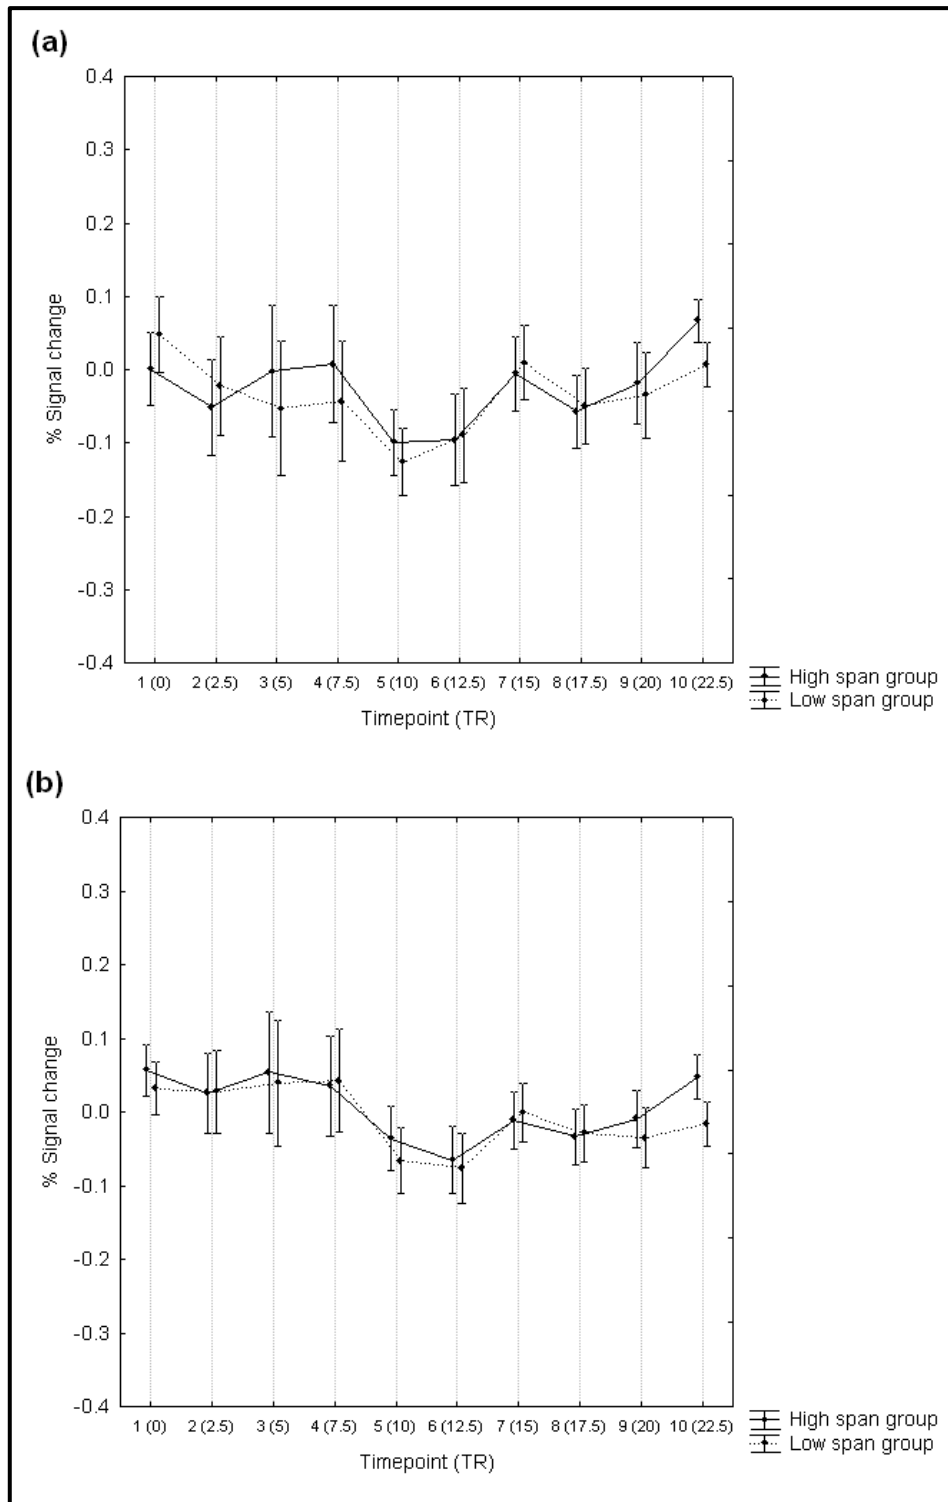 (a)
0.4
0.3
0.2
0.1
0.0
-0.1
-0.2
-0.3
-0.4
% Signal change
1 (0) 2 (2.5) 3 (5) 4 (7.5) 5 (10) 6 (12.5) 7 (15) 8 (17.5) 9 (20) 10 (22.5)
Timepoint (TR)
High span group
Low span group
(b)
0.4
0.3
0.2
0.1
0.0
-0.1
-0.2
-0.3
-0.4
% Signal change
1 (0) 2 (2.5) 3 (5) 4 (7.5) 5 (10) 6 (12.5) 7 (15) 8 (17.5) 9 (20) 10 (22.5)
Timepoint (TR)
High span group
Low span group